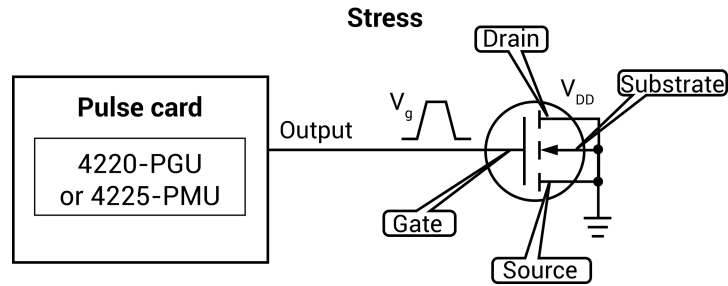 Stress
Drain
V_DD
Substrate
Pulse card
V_g
Output
4220-PGU
or 4225-PMU
Gate
Source